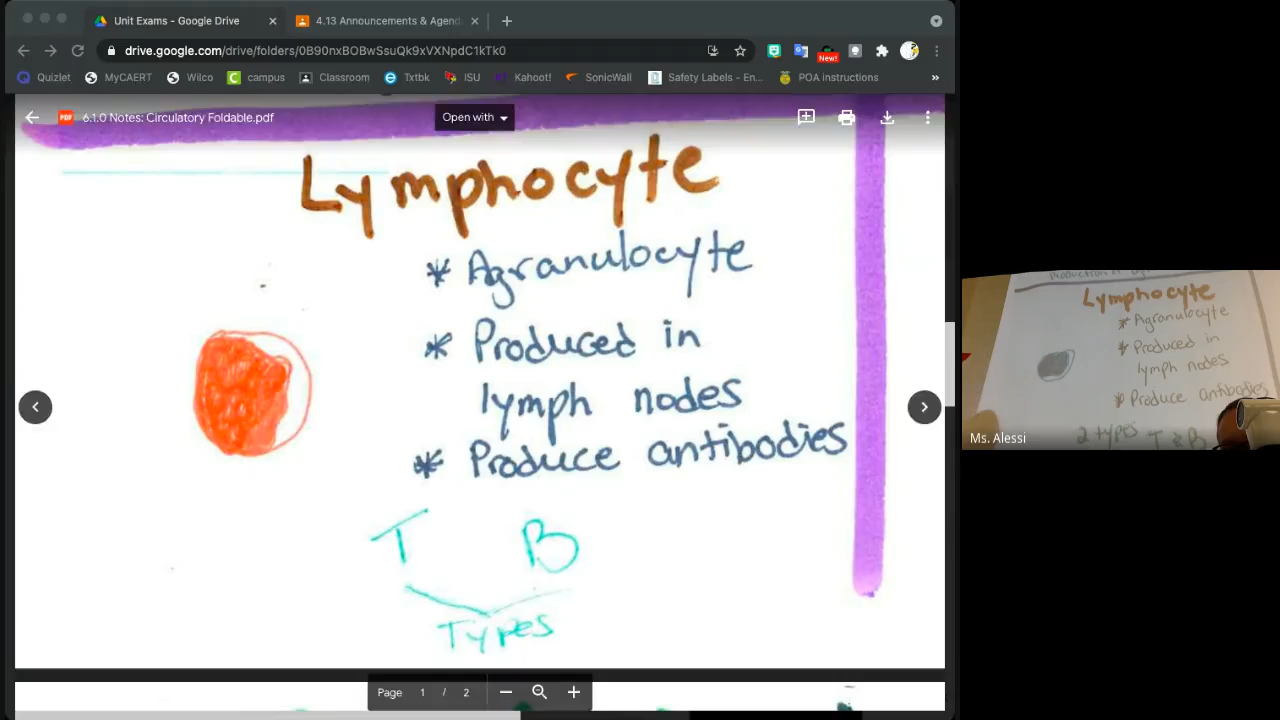 Unit Exams - Google Drive
4.13 Announcements & Agend
drive.google.com/drive/folders/0B90nxBOBwSsuQk9xVXNpdC1kTk0
New!
Quizlet
MyCAERT
Wilco
campus
Classroom
Txtbk
ISU
Kahoot!
SonicWall
Safety Labels - En...
POA instructions
»
PDF
6.1.0 Notes: Circulatory Foldable.pdf
Open with
Lymphocyte
* Agranulocyte
* Produced in
lymph nodes
* Produce antibodies
T B
Types
Page 1 / 2
Production
Lymphocyte
* Agranulocyte
* Produced in
lymph nodes
* Produce antibodies
2 types T & B
Ms. Alessi